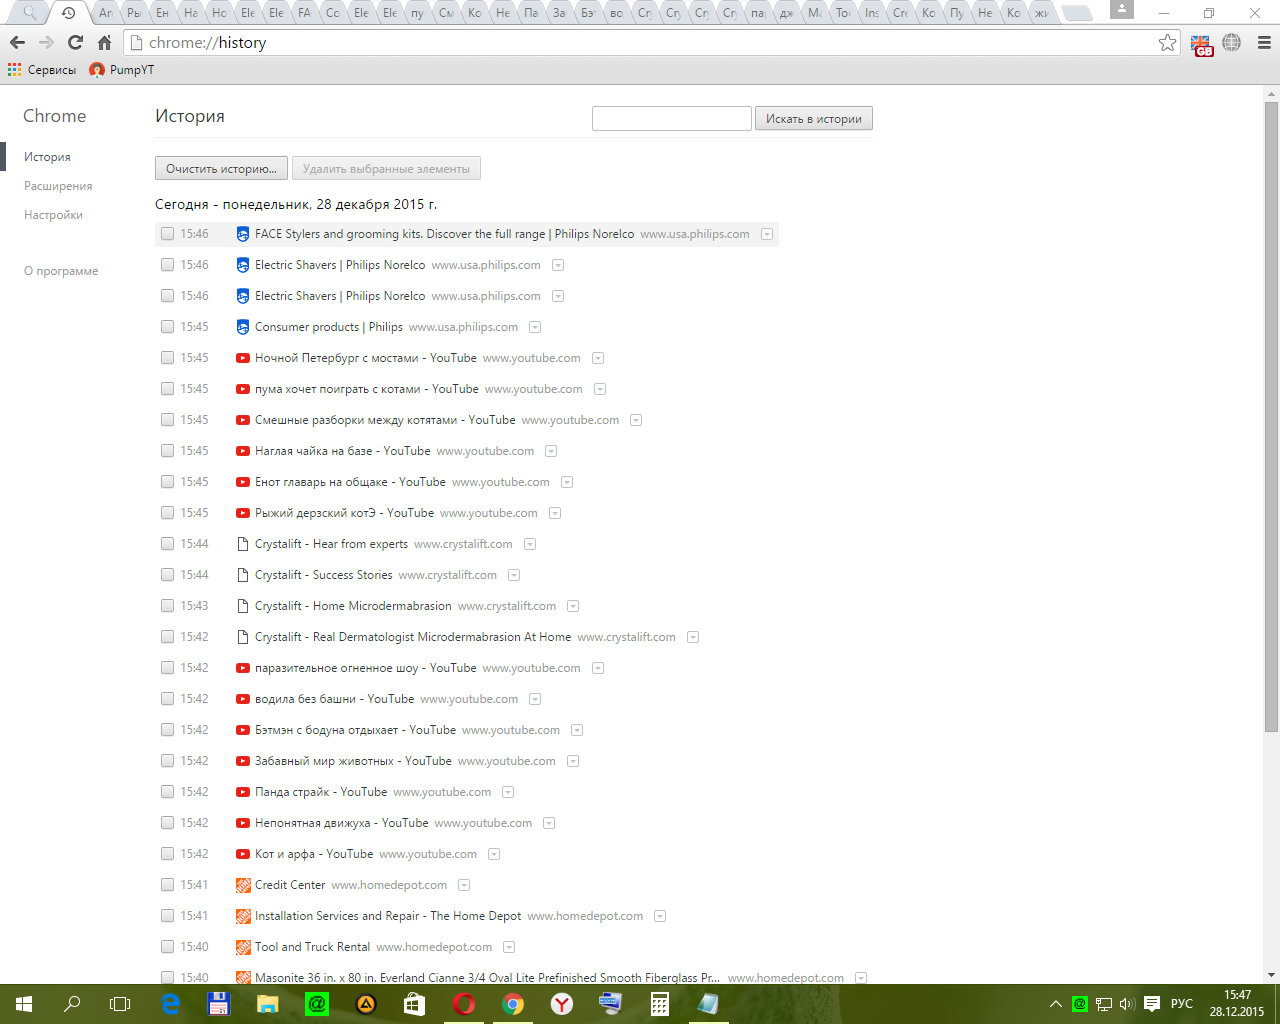 An Ры Ен На Но Ele Ele FA Co Ele Ele пу См Ко Не Па За Бэ во Cry Cry Cry Cry пар дж Ma Too Ins Cre Ко Пу Не Ко жи
chrome://history
Сервисы PumpYT
Chrome
История
Искать в истории
История
Расширения
Настройки
О программе
Очистить историю... Удалить выбранные элементы
Сегодня - понедельник, 28 декабря 2015 г.
15:46 FACE Stylers and grooming kits. Discover the full range | Philips Norelco www.usa.philips.com
15:46 Electric Shavers | Philips Norelco www.usa.philips.com
15:46 Electric Shavers | Philips Norelco www.usa.philips.com
15:45 Consumer products | Philips www.usa.philips.com
15:45 Ночной Петербург с мостами - YouTube www.youtube.com
15:45 пума хочет поиграть с котами - YouTube www.youtube.com
15:45 Смешные разборки между котятами - YouTube www.youtube.com
15:45 Наглая чайка на базе - YouTube www.youtube.com
15:45 Енот главарь на общаке - YouTube www.youtube.com
15:45 Рыжий дерзский котЭ - YouTube www.youtube.com
15:44 Crystalift - Hear from experts www.crystalift.com
15:44 Crystalift - Success Stories www.crystalift.com
15:43 Crystalift - Home Microdermabrasion www.crystalift.com
15:42 Crystalift - Real Dermatologist Microdermabrasion At Home www.crystalift.com
15:42 паразительное огненное шоу - YouTube www.youtube.com
15:42 водила без башни - YouTube www.youtube.com
15:42 Бэтмэн с бодуна отдыхает - YouTube www.youtube.com
15:42 Забавный мир животных - YouTube www.youtube.com
15:42 Панда страйк - YouTube www.youtube.com
15:42 Непонятная движуха - YouTube www.youtube.com
15:42 Кот и арфа - YouTube www.youtube.com
15:41 Credit Center www.homedepot.com
15:41 Installation Services and Repair - The Home Depot www.homedepot.com
15:40 Tool and Truck Rental www.homedepot.com
15:40 Masonite 36 in. x 80 in. Everland Cianne 3/4 Oval Lite Prefinished Smooth Fiberglass Pr... www.homedepot.com
GB
РУС
15:47
28.12.2015